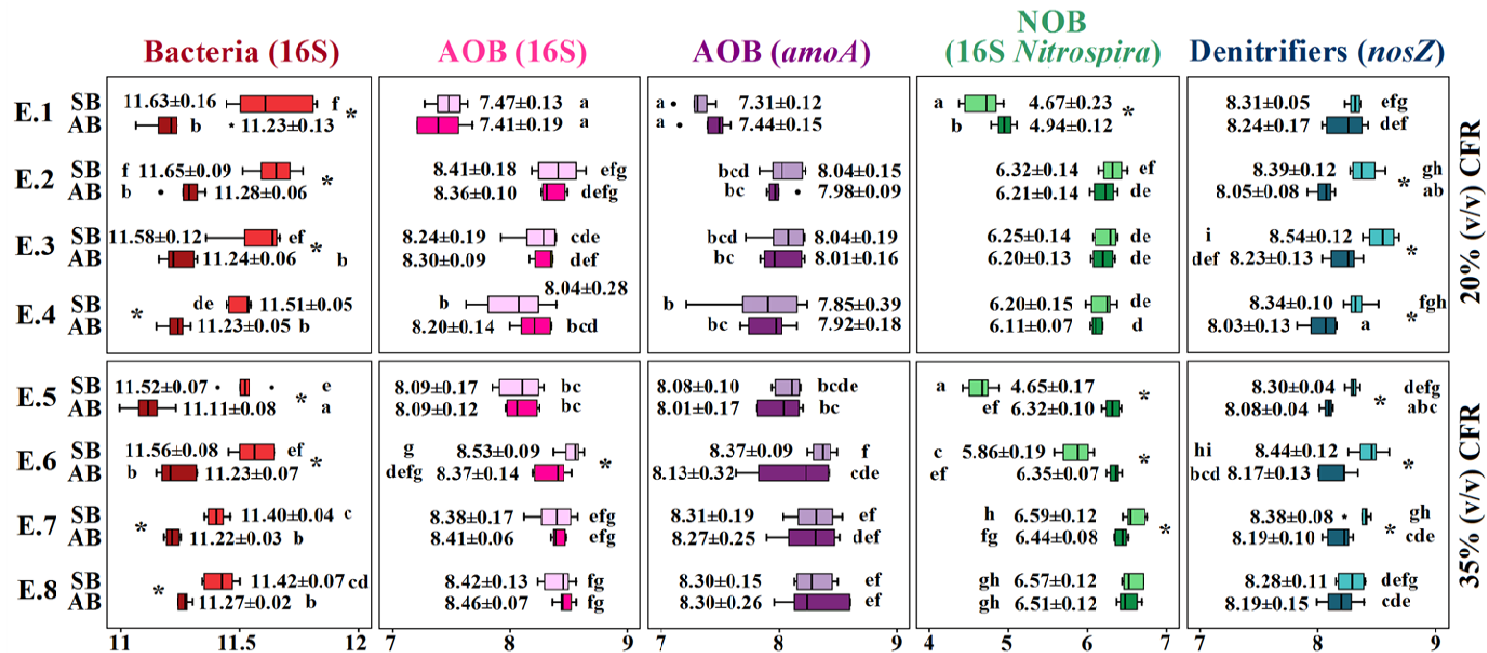 Bacteria (16S) AOB (16S) AOB (amoA) NOB (16S Nitrospira) Denitrifiers (nosZ)
20% (v/v) CFR
E.1
SB 11.63±0.16 f * 7.47±0.13 a a 7.31±0.12 a 4.67±0.23 * 8.31±0.05 efg
AB b * 11.23±0.13 7.41±0.19 a a 7.44±0.15 b 4.94±0.12 8.24±0.17 def
E.2
SB f 11.65±0.09 * 8.41±0.18 efg bcd 8.04±0.15 6.32±0.14 ef 8.39±0.12 gh *
AB b 11.28±0.06 8.36±0.10 defg bc 7.98±0.09 6.21±0.14 de 8.05±0.08 ab
E.3
SB 11.58±0.12 ef * 8.24±0.19 cde bcd 8.04±0.19 6.25±0.14 de i 8.54±0.12 *
AB 11.24±0.06 b 8.30±0.09 def bc 8.01±0.16 6.20±0.13 de def 8.23±0.13
E.4
SB * de 11.51±0.05 b 8.04±0.28 b 7.85±0.39 6.20±0.15 de 8.34±0.10 fgh *
AB 11.23±0.05 b 8.20±0.14 bcd bc 7.92±0.18 6.11±0.07 d 8.03±0.13 a
35% (v/v) CFR
E.5
SB 11.52±0.07 e * 8.09±0.17 bc 8.08±0.10 bcde a 4.65±0.17 * 8.30±0.04 defg *
AB 11.11±0.08 a 8.09±0.12 bc 8.01±0.17 bc ef 6.32±0.10 8.08±0.04 abc
E.6
SB 11.56±0.08 ef * g 8.53±0.09 * 8.37±0.09 f c 5.86±0.19 * hi 8.44±0.12 *
AB b 11.23±0.07 defg 8.37±0.14 8.13±0.32 cde ef 6.35±0.07 bcd 8.17±0.13
E.7
SB * 11.40±0.04 c 8.38±0.17 efg 8.31±0.19 ef h 6.59±0.12 * 8.38±0.08 gh *
AB 11.22±0.03 b 8.41±0.06 efg 8.27±0.25 def fg 6.44±0.08 8.19±0.10 cde
E.8
SB * 11.42±0.07 cd 8.42±0.13 fg 8.30±0.15 ef gh 6.57±0.12 8.28±0.11 defg
AB 11.27±0.02 b 8.46±0.07 fg 8.30±0.26 ef gh 6.51±0.12 8.19±0.15 cde
11 11.5 12 7 8 9 7 8 9 4 5 6 7 7 8 9